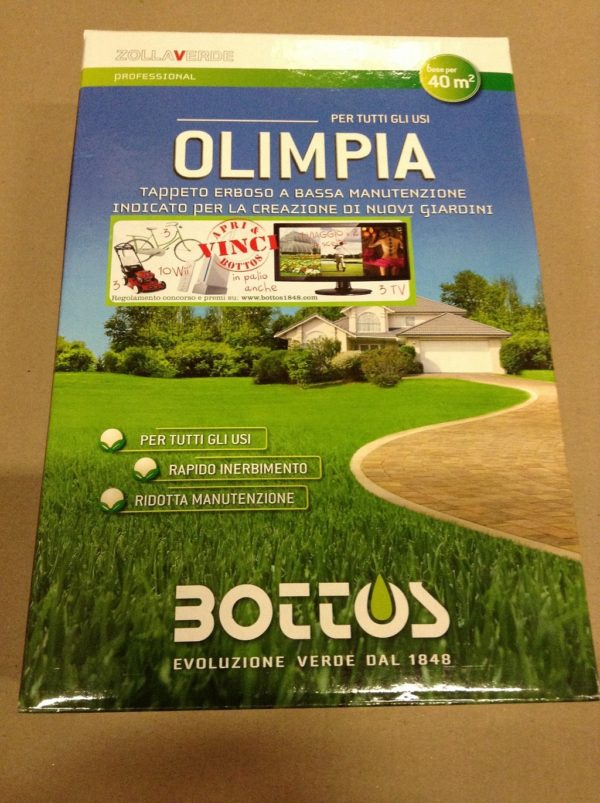 ZOLLAVERDE
PROFESSIONAL
40 m²
PER TUTTI GLI USI
OLIMPIA
TAPPETO ERBOSO A BASSA MANUTENZIONE
INDICATO PER LA CREAZIONE DI NUOVI GIARDINI
APRI &
VINCI
BOTTOS
3
3
10 Wii
in palio
anche
3 TV
Regolamento concorso e premi su: www.bottos1848.com
PER TUTTI GLI USI
RAPIDO INERBIMENTO
RIDOTTA MANUTENZIONE
BOTTOS
EVOLUZIONE VERDE DAL 1848